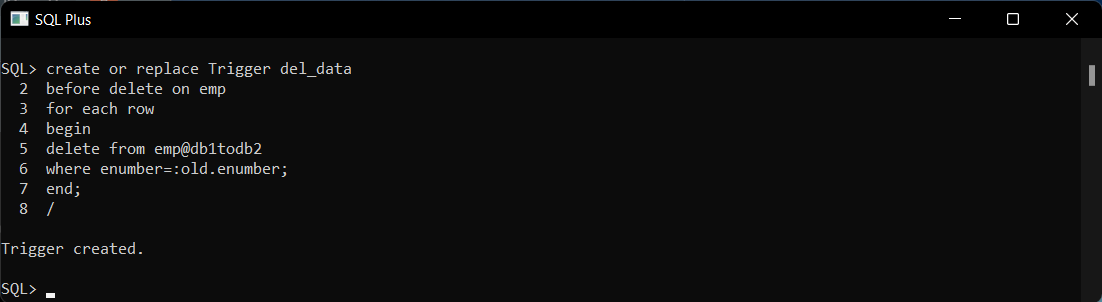 SQL Plus
SQL> create or replace Trigger del_data
2 before delete on emp
3 for each row
4 begin
5 delete from emp@db1todb2
6 where enumber=:old.enumber;
7 end;
8 /
Trigger created.
SQL>